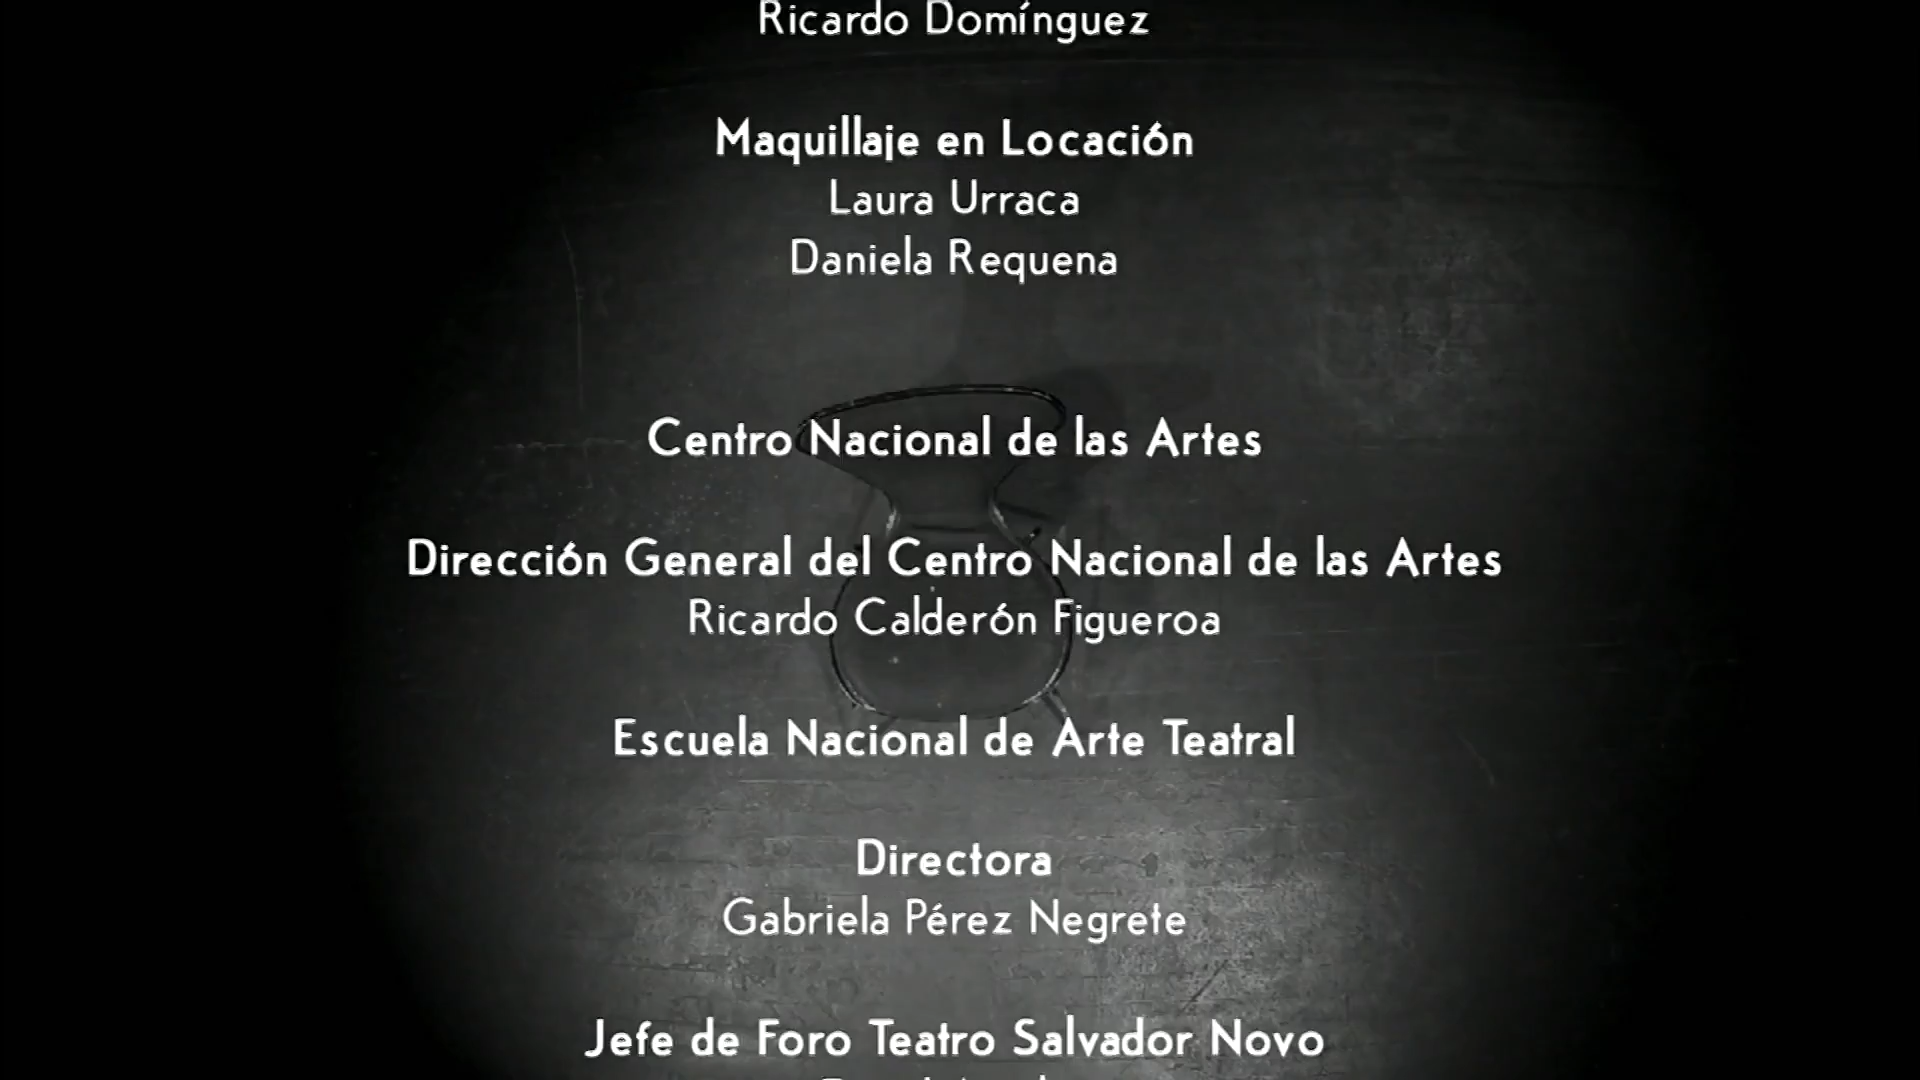 Ricardo Domínguez
Maquillaje en Locación
Laura Urraca
Daniela Requena
Centro Nacional de las Artes
Dirección General del Centro Nacional de las Artes
Ricardo Calderón Figueroa
Escuela Nacional de Arte Teatral
Directora
Gabriela Pérez Negrete
Jefe de Foro Teatro Salvador Novo